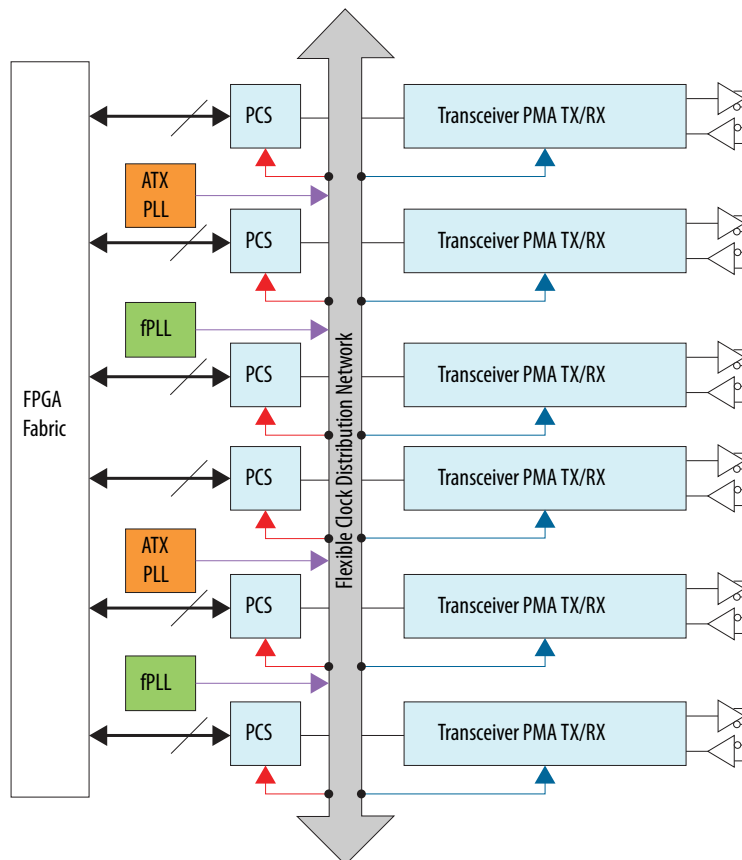 PCS
Transceiver PMA TX/RX
ATX
PLL
PCS
Transceiver PMA TX/RX
fPLL
PCS
Transceiver PMA TX/RX
FPGA
Fabric
Flexible Clock Distribution Network
PCS
Transceiver PMA TX/RX
ATX
PLL
PCS
Transceiver PMA TX/RX
fPLL
PCS
Transceiver PMA TX/RX